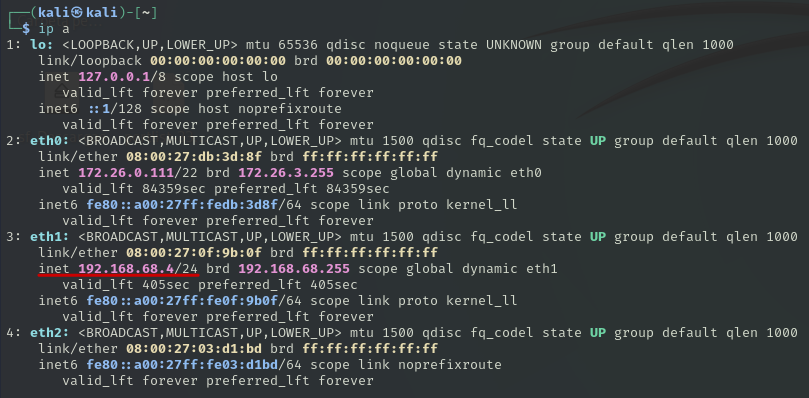 ┌──(kali㉿kali)-[~]
└─$ ip a
1: lo: <LOOPBACK,UP,LOWER_UP> mtu 65536 qdisc noqueue state UNKNOWN group default qlen 1000
    link/loopback 00:00:00:00:00:00 brd 00:00:00:00:00:00
    inet 127.0.0.1/8 scope host lo
       valid_lft forever preferred_lft forever
    inet6 ::1/128 scope host noprefixroute
       valid_lft forever preferred_lft forever
2: eth0: <BROADCAST,MULTICAST,UP,LOWER_UP> mtu 1500 qdisc fq_codel state UP group default qlen 1000
    link/ether 08:00:27:db:3d:8f brd ff:ff:ff:ff:ff:ff
    inet 172.26.0.111/22 brd 172.26.3.255 scope global dynamic eth0
       valid_lft 84359sec preferred_lft 84359sec
    inet6 fe80::a00:27ff:fedb:3d8f/64 scope link proto kernel_ll
       valid_lft forever preferred_lft forever
3: eth1: <BROADCAST,MULTICAST,UP,LOWER_UP> mtu 1500 qdisc fq_codel state UP group default qlen 1000
    link/ether 08:00:27:0f:9b:0f brd ff:ff:ff:ff:ff:ff
    inet 192.168.68.4/24 brd 192.168.68.255 scope global dynamic eth1
       valid_lft 405sec preferred_lft 405sec
    inet6 fe80::a00:27ff:fe0f:9b0f/64 scope link proto kernel_ll
       valid_lft forever preferred_lft forever
4: eth2: <BROADCAST,MULTICAST,UP,LOWER_UP> mtu 1500 qdisc fq_codel state UP group default qlen 1000
    link/ether 08:00:27:03:d1:bd brd ff:ff:ff:ff:ff:ff
    inet6 fe80::a00:27ff:fe03:d1bd/64 scope link noprefixroute
       valid_lft forever preferred_lft forever